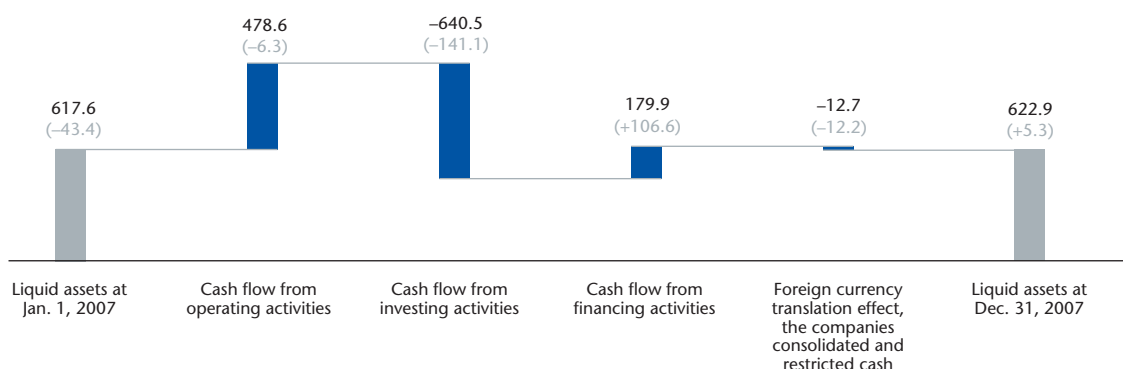 617.6
(–43.4)
478.6
(–6.3)
–640.5
(–141.1)
179.9
(+106.6)
–12.7
(–12.2)
622.9
(+5.3)
Liquid assets at
Jan. 1, 2007
Cash flow from
operating activities
Cash flow from
investing activities
Cash flow from
financing activities
Foreign currency
translation effect,
the companies
consolidated and
restricted cash
Liquid assets at
Dec. 31, 2007